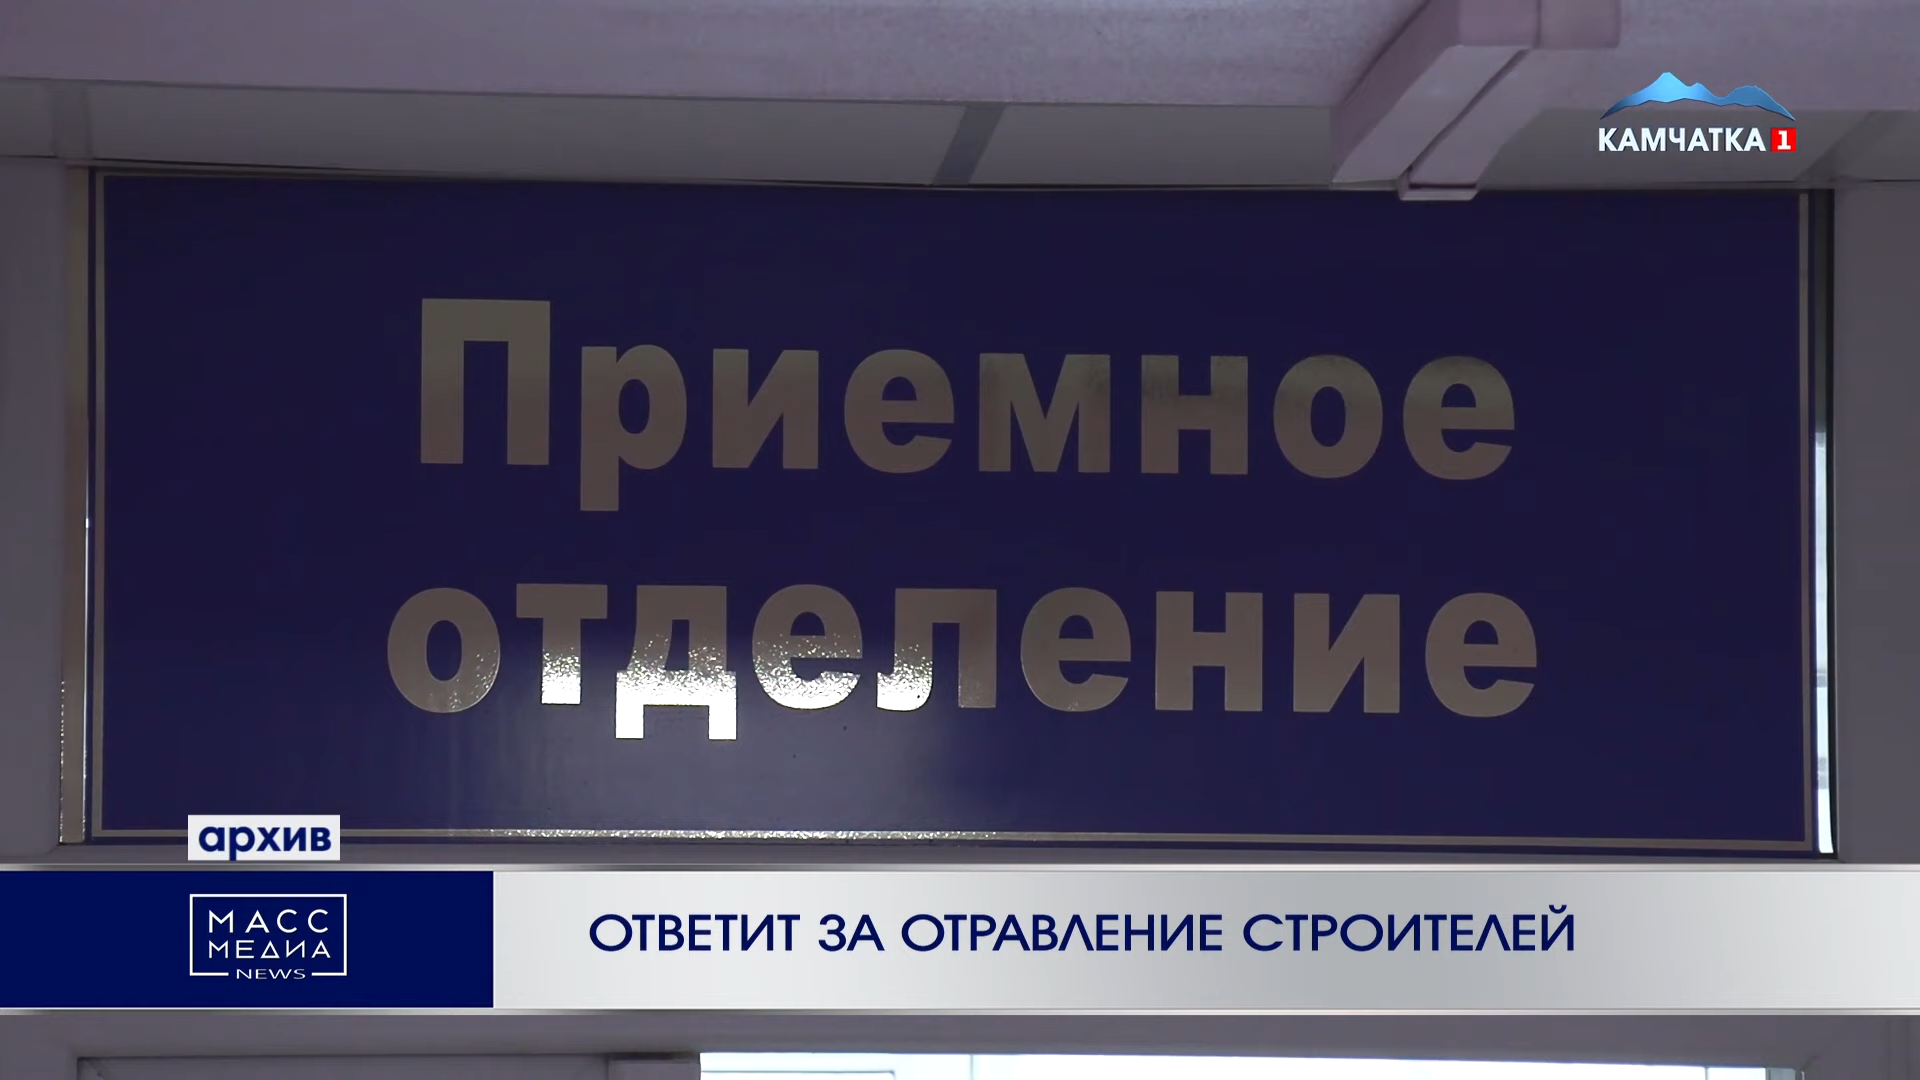 КАМЧАТКА 1
Приемное
отделение
архив
МАСС
МЕДИА
NEWS
ОТВЕТИТ ЗА ОТРАВЛЕНИЕ СТРОИТЕЛЕЙ